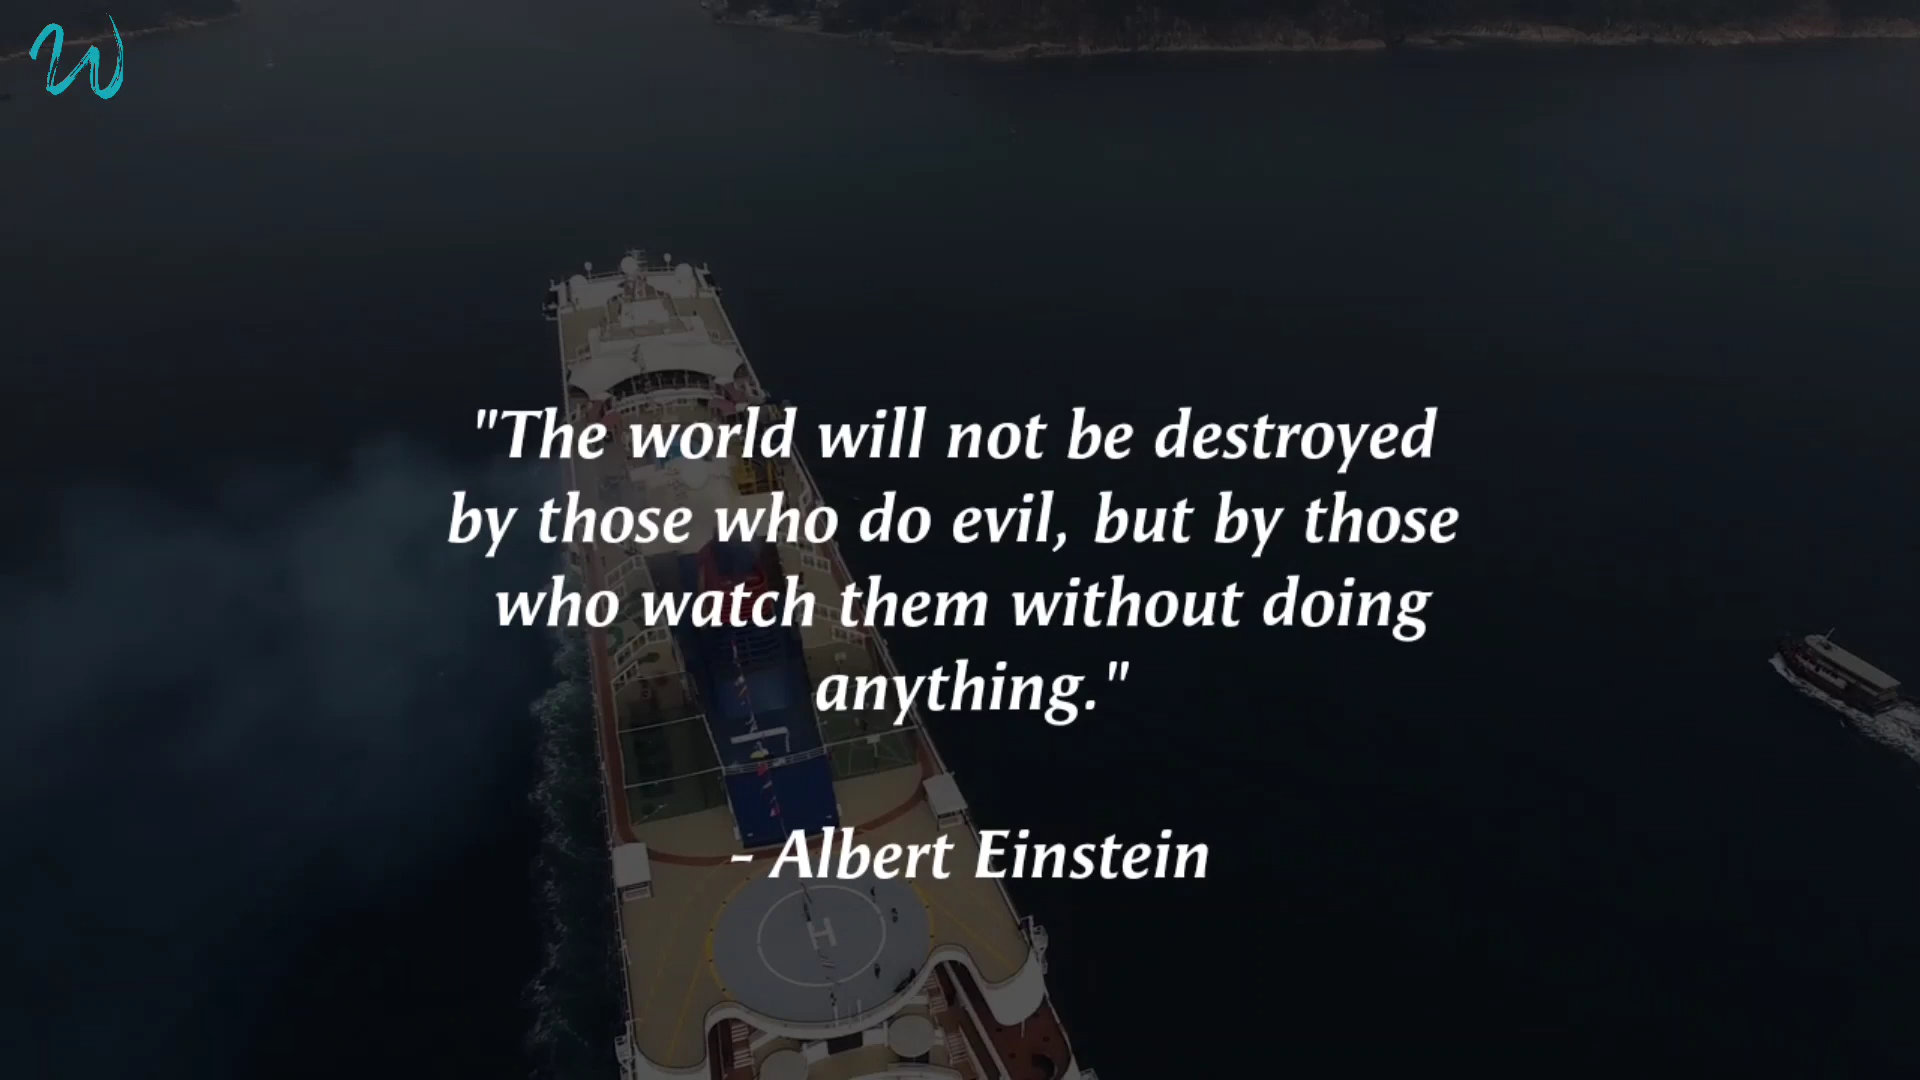 W
"The world will not be destroyed
by those who do evil, but by those
who watch them without doing
anything."
- Albert Einstein
H